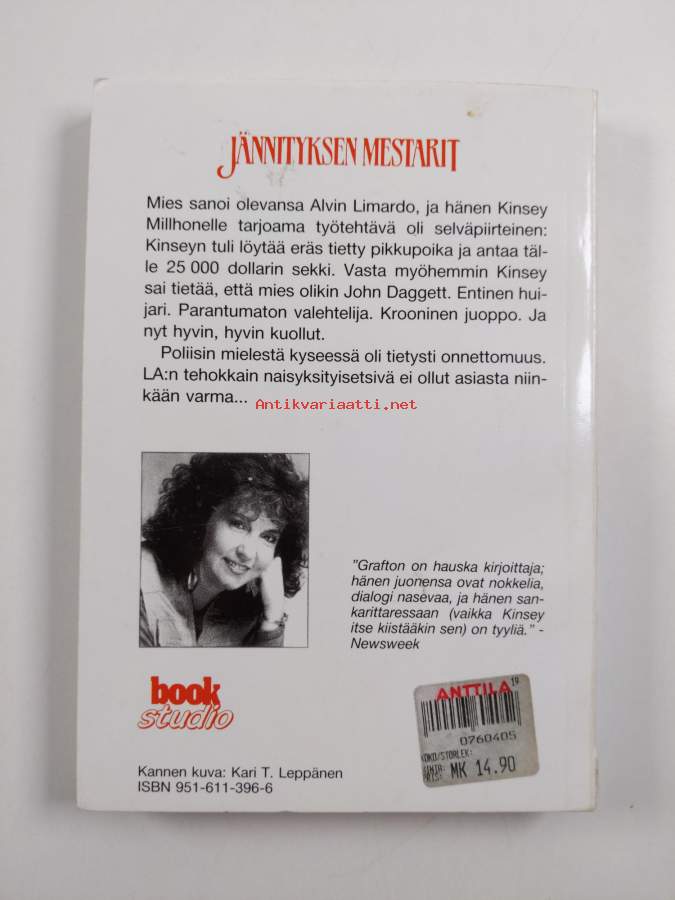 JÄNNITYKSEN MESTARIT
Mies sanoi olevansa Alvin Limardo, ja hänen Kinsey
Millhonelle tarjoama työtehtävä oli selväpiirteinen:
Kinseyn tuli löytää eräs tietty pikkupoika ja antaa täl-
le 25 000 dollarin sekki. Vasta myöhemmin Kinsey
sai tietää, että mies olikin John Daggett. Entinen hui-
jari. Parantumaton valehtelija. Krooninen juoppo. Ja
nyt hyvin, hyvin kuollut.
Poliisin mielestä kyseessä oli tietysti onnettomuus.
LA:n tehokkain naisyksityisetsivä ei ollut asiasta niin-
kään varma...
Antikvariaatti.net
"Grafton on hauska kirjoittaja;
hänen juonensa ovat nokkelia,
dialogi nasevaa, ja hänen san-
karittaressaan (vaikka Kinsey
itse kiistääkin sen) on tyyliä." -
Newsweek
book
studio
ANTTILA 19
0760405
KOKO/STORLEK:
MK 14.90
Kannen kuva: Kari T. Leppänen
ISBN 951-611-396-6